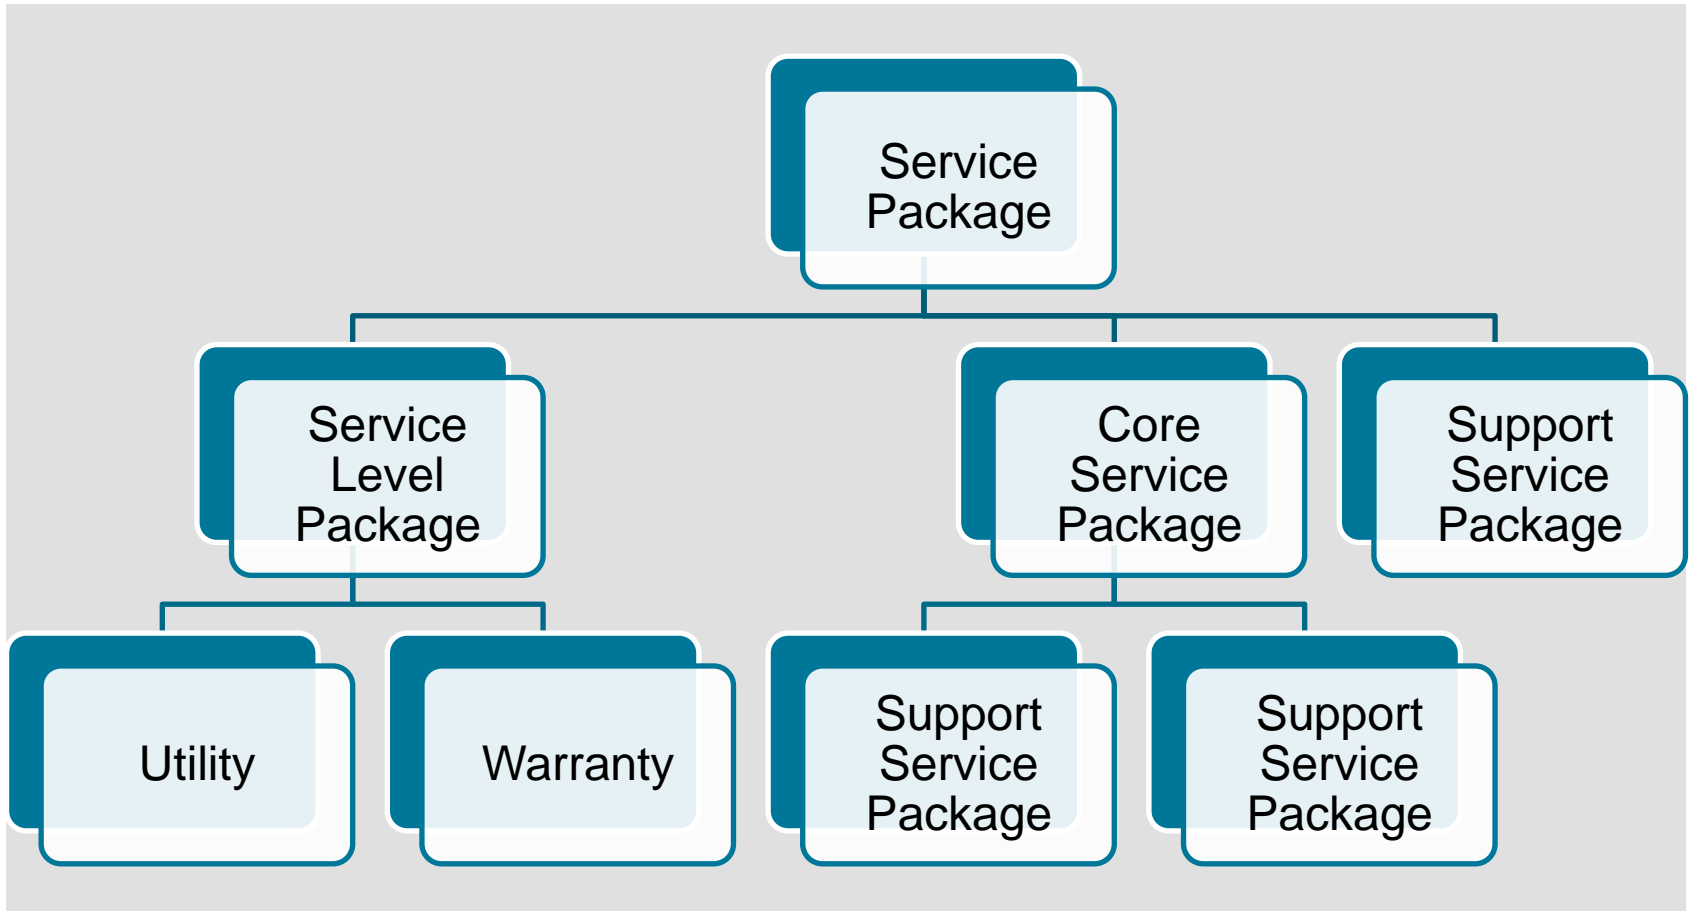 Service
Package
Service
Level
Package
Core
Service
Package
Support
Service
Package
Utility
Warranty
Support
Service
Package
Support
Service
Package